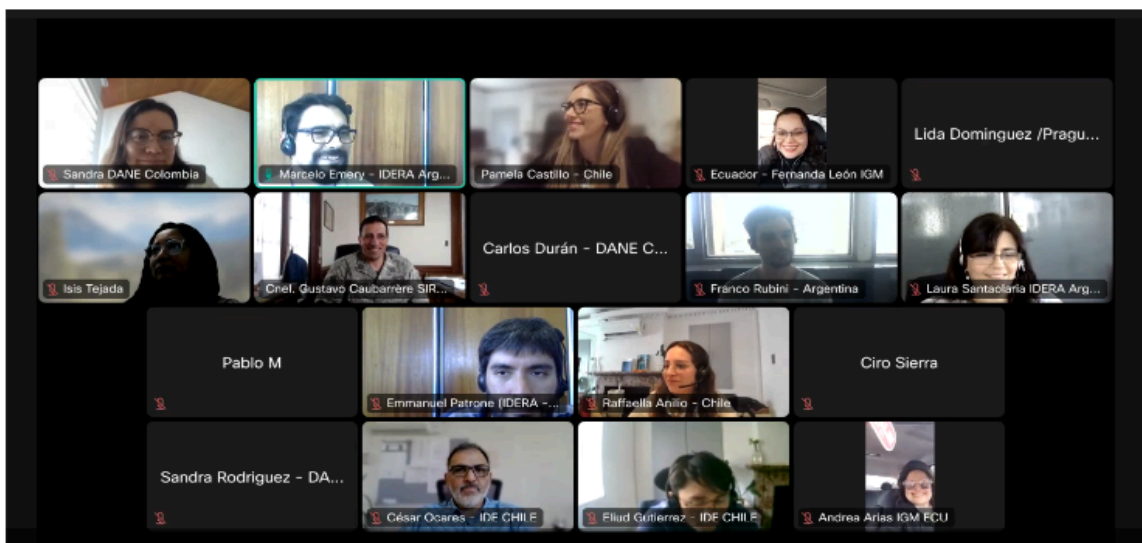 Sandra DANE Colombia
Marcelo Emery - IDERA Arg...
Pamela Castillo - Chile
Ecuador - Fernanda León IGM
Lida Dominguez /Pragu...
Isis Tejada
Cnel. Gustavo Caubarrère SIR...
Carlos Durán - DANE C...
Franco Rubini - Argentina
Laura Santaolaria IDERA Arg...
Pablo M
Emmanuel Patrone (IDERA -...
Raffaella Anilio - Chile
Ciro Sierra
Sandra Rodriguez - DA...
César Ocares - IDE CHILE
Eliud Gutierrez - IDE CHILE
Andrea Arias IGM ECU